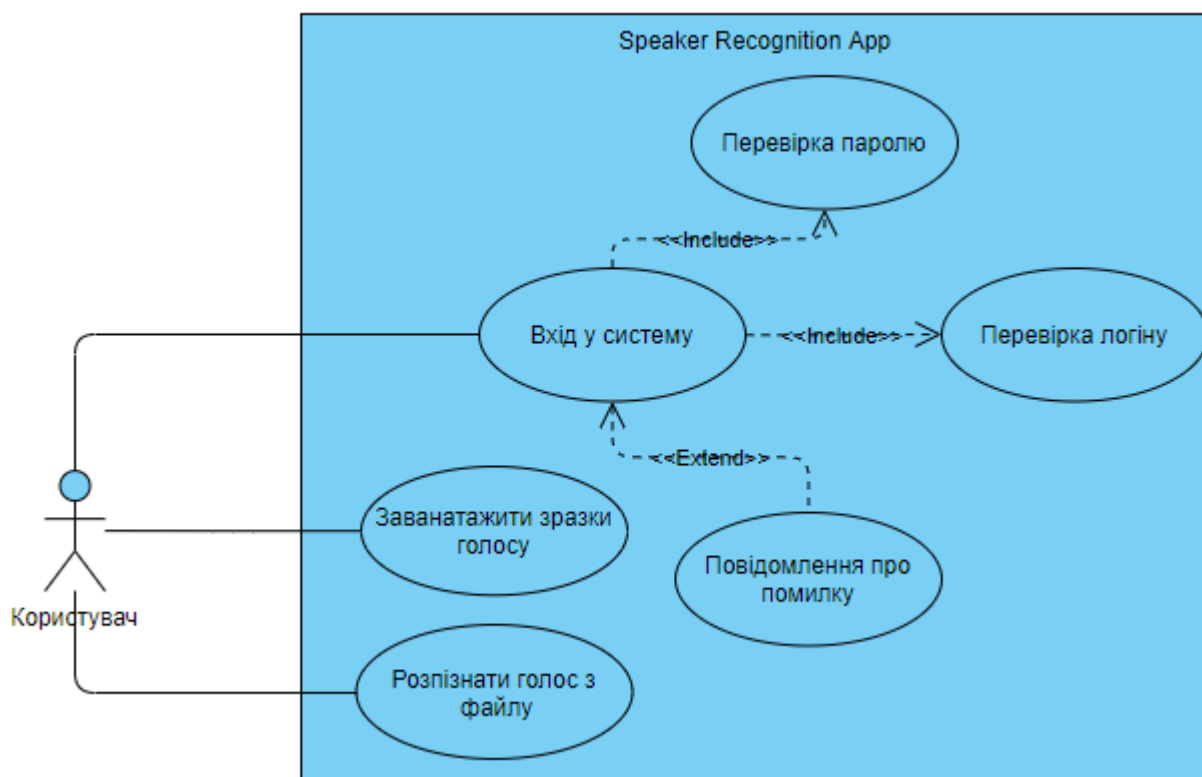 Speaker Recognition App
Перевірка паролю
<<Include>>
Вхід у систему
<<Include>>
Перевірка логіну
<<Extend>>
Заванатажити зразки
голосу
Повідомлення про
помилку
Користувач
Розпізнати голос з
файлу